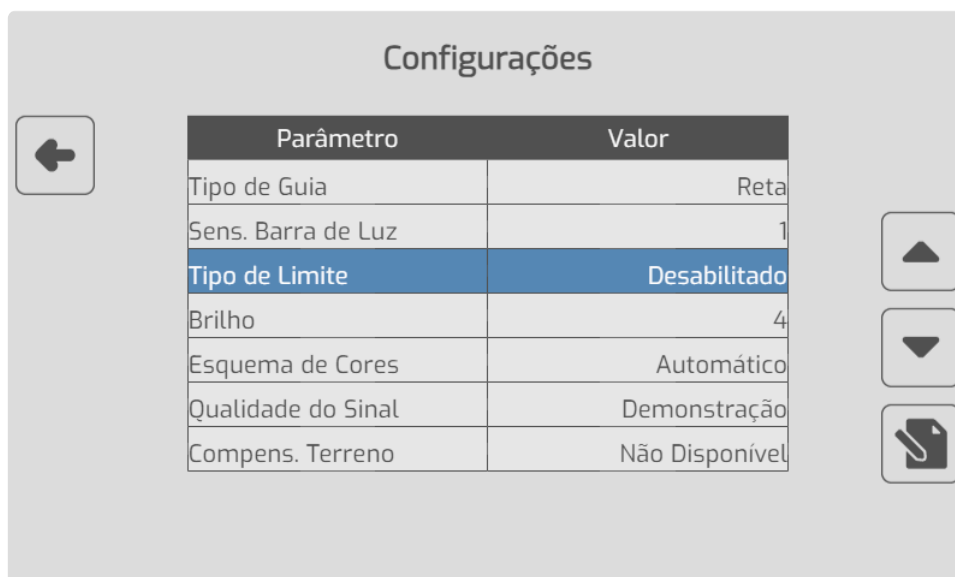 Configurações
Parâmetro Valor
Tipo de Guia Reta
Sens. Barra de Luz 1
Tipo de Limite Desabilitado
Brilho 4
Esquema de Cores Automático
Qualidade do Sinal Demonstração
Compens. Terreno Não Disponível